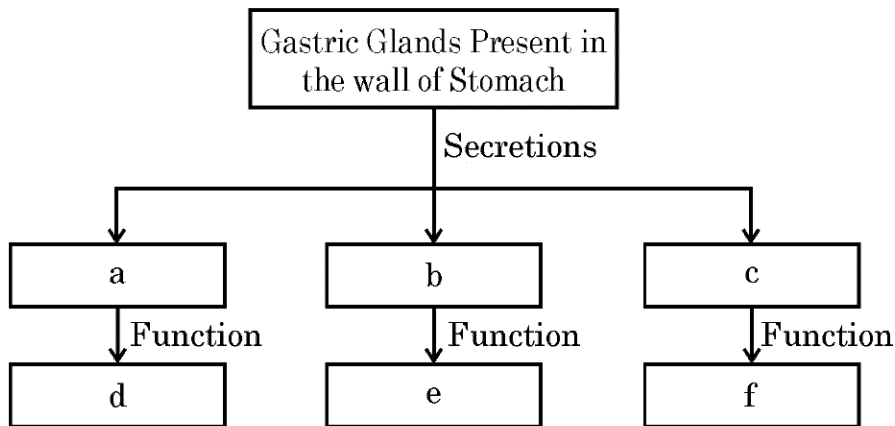 Gastric Glands Present in
the wall of Stomach
Secretions
a
b
c
Function
Function
Function
d
e
f